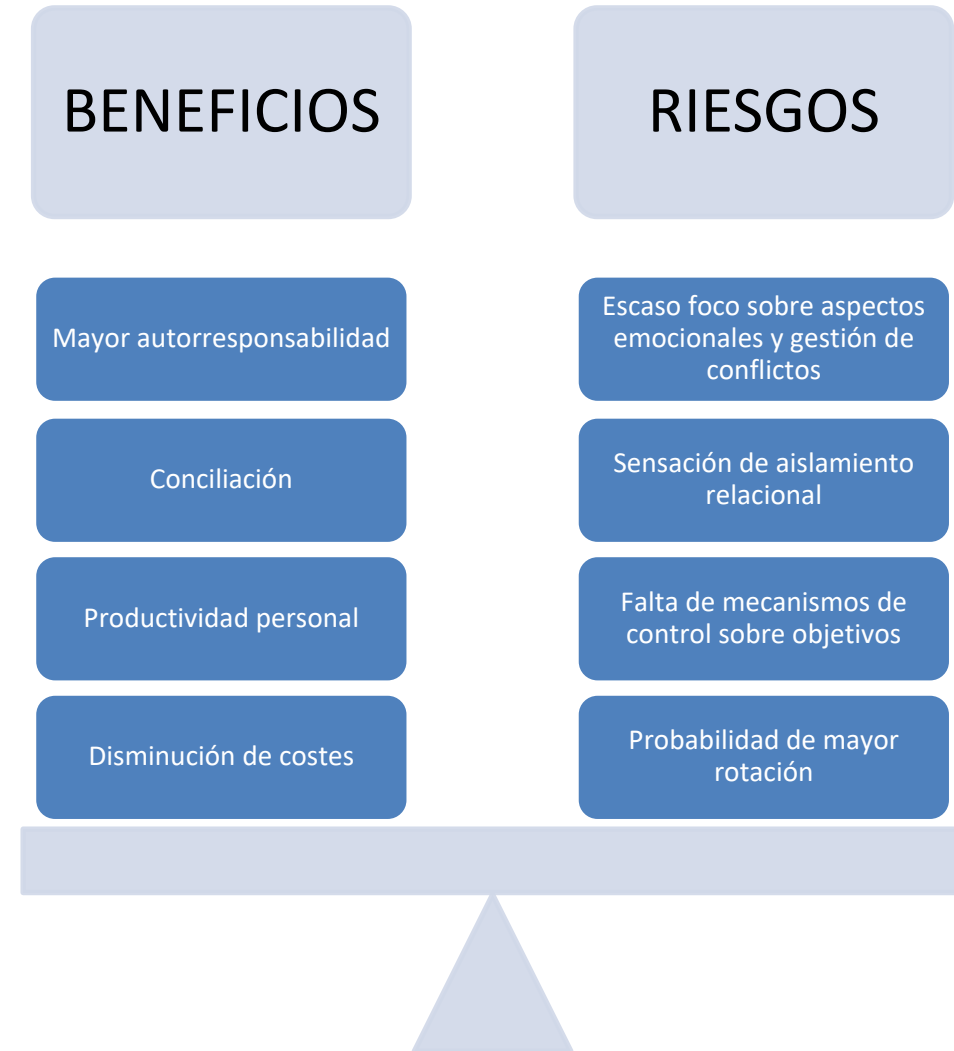 BENEFICIOS
Mayor autorresponsabilidad
Conciliación
Productividad personal
Disminución de costes
RIESGOS
Escaso foco sobre aspectos
emocionales y gestión de
conflictos
Sensación de aislamiento
relacional
Falta de mecanismos de
control sobre objetivos
Probabilidad de mayor
rotación